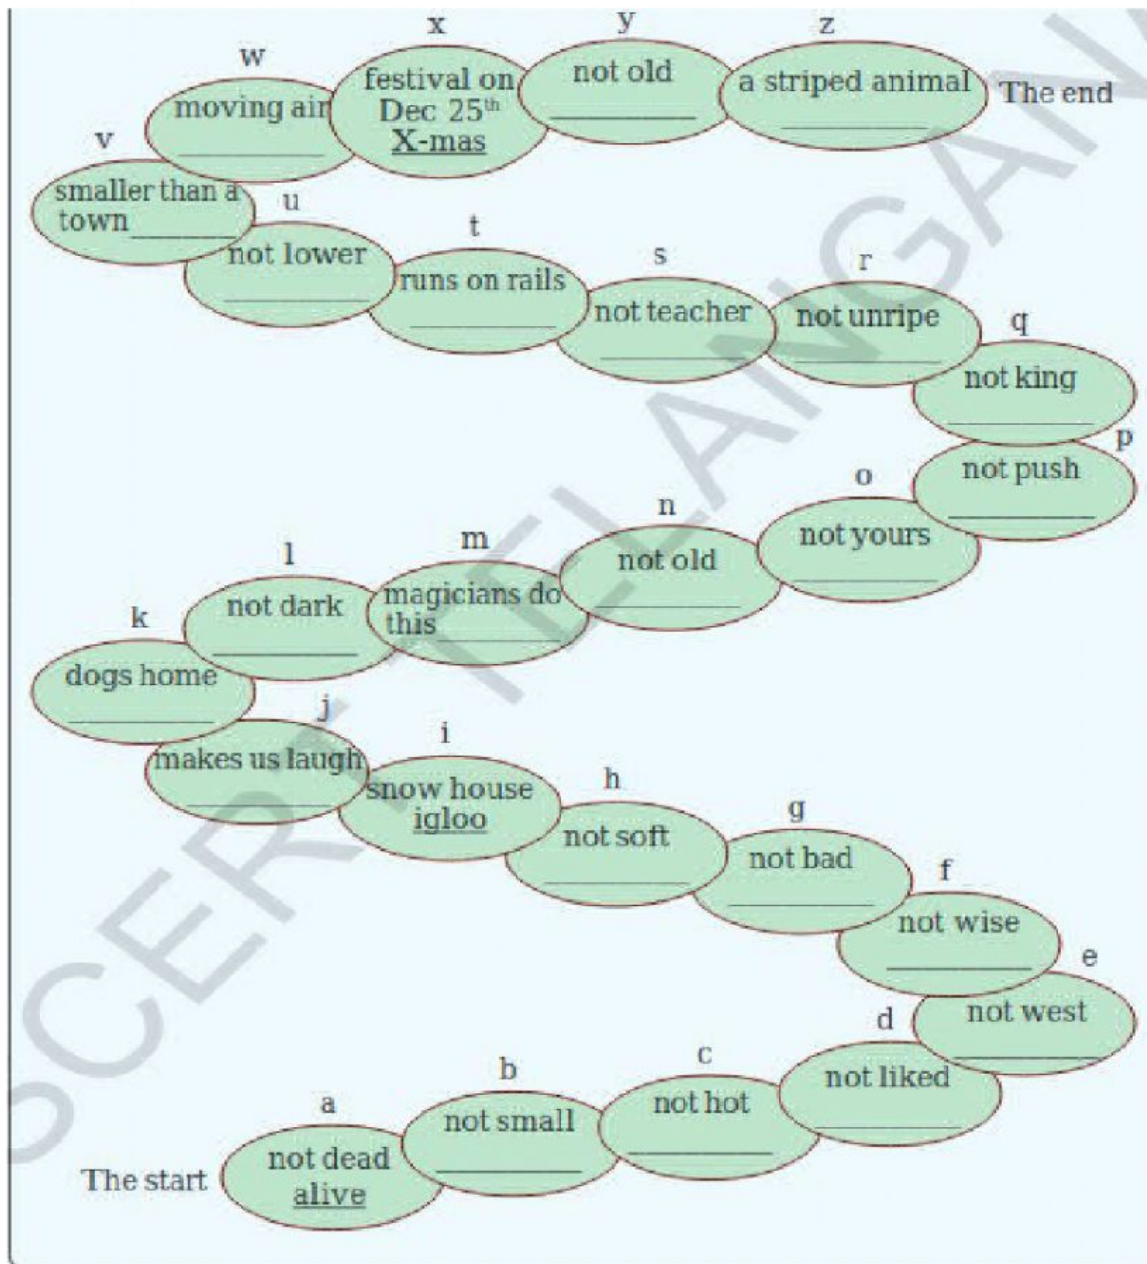 x
y
z
w
festival on
Dec 25th
X-mas
not old
a striped animal
The end
moving air
v
smaller than a
town
u
not lower
t
runs on rails
s
not teacher
r
not unripe
q
not king
p
not push
o
not yours
n
not old
m
magicians do
this
l
not dark
k
dogs home
j
makes us laugh
i
snow house
igloo
h
not soft
g
not bad
f
not wise
e
not west
d
not liked
c
not hot
b
not small
a
not dead
alive
The start
SCERT TELANGANA